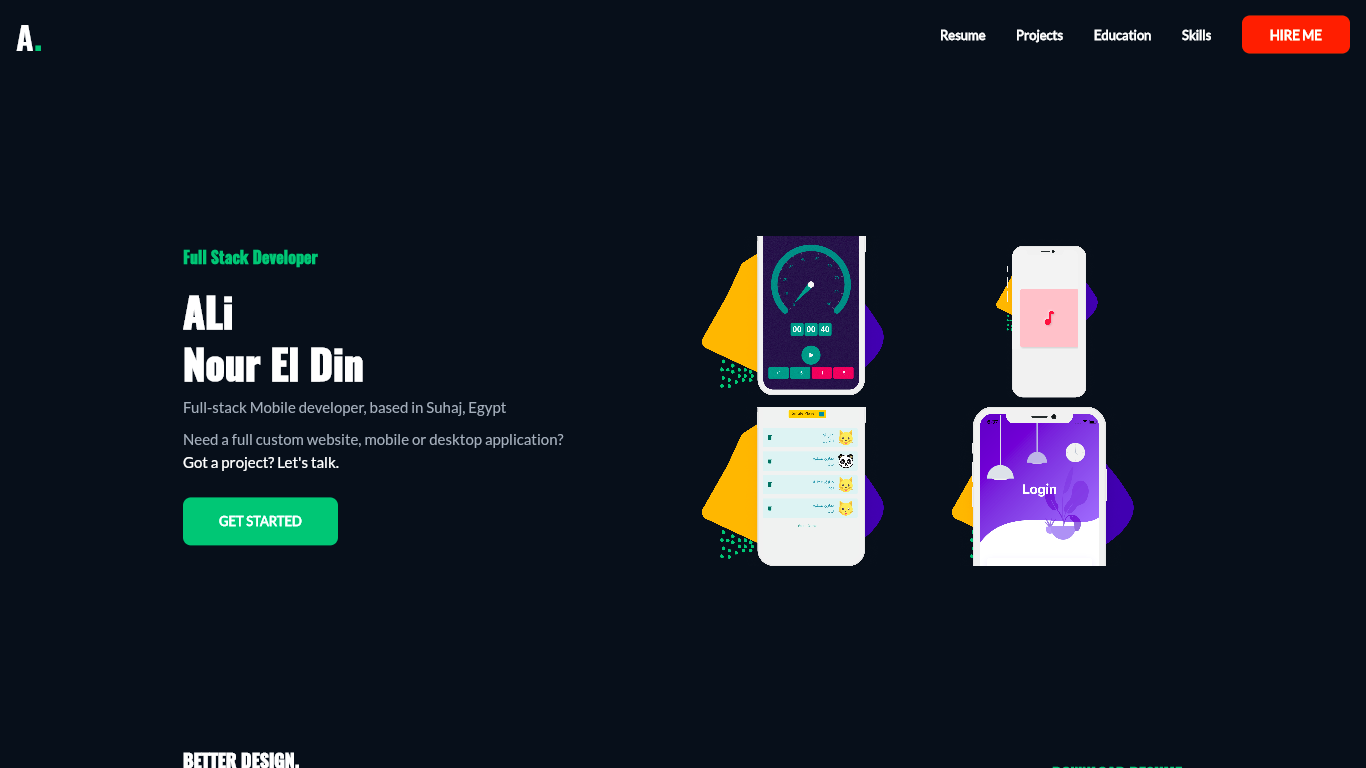 A.
Resume
Projects
Education
Skills
HIRE ME
Full Stack Developer
ALi
Nour El Din
Full-stack Mobile developer, based in Suhaj, Egypt
Need a full custom website, mobile or desktop application?
Got a project? Let's talk.
GET STARTED
00 00 40
Login
BETTER DESIGN.
DOWNLOAD RESUME